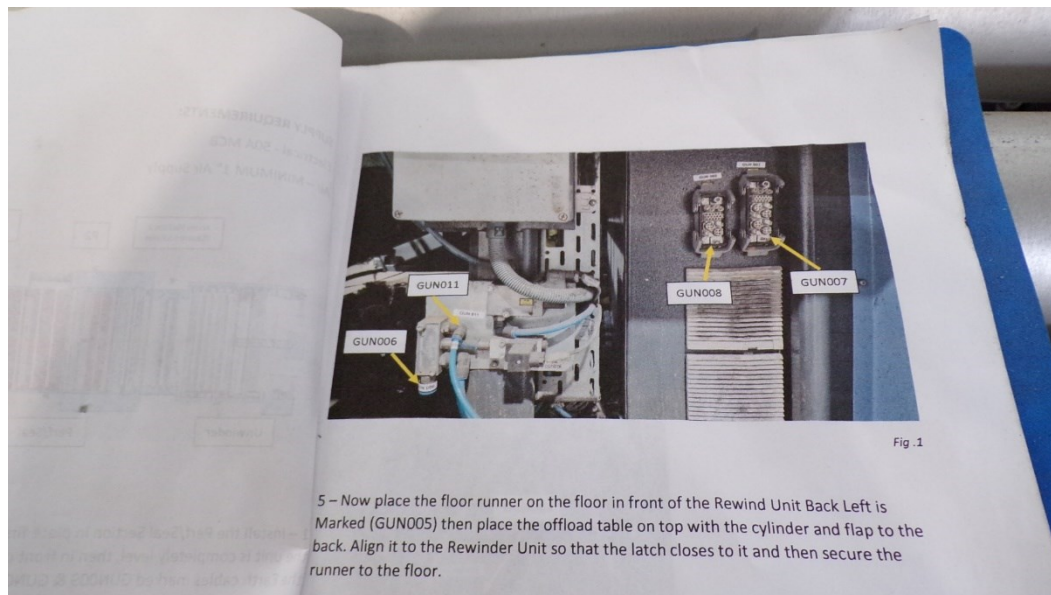 GUN011
GUN006
GUN008
GUN007
Fig .1
5 – Now place the floor runner on the floor in front of the Rewind Unit Back Left is
Marked (GUN005) then place the offload table on top with the cylinder and flap to the
back. Align it to the Rewinder Unit so that the latch closes to it and then secure the
runner to the floor.